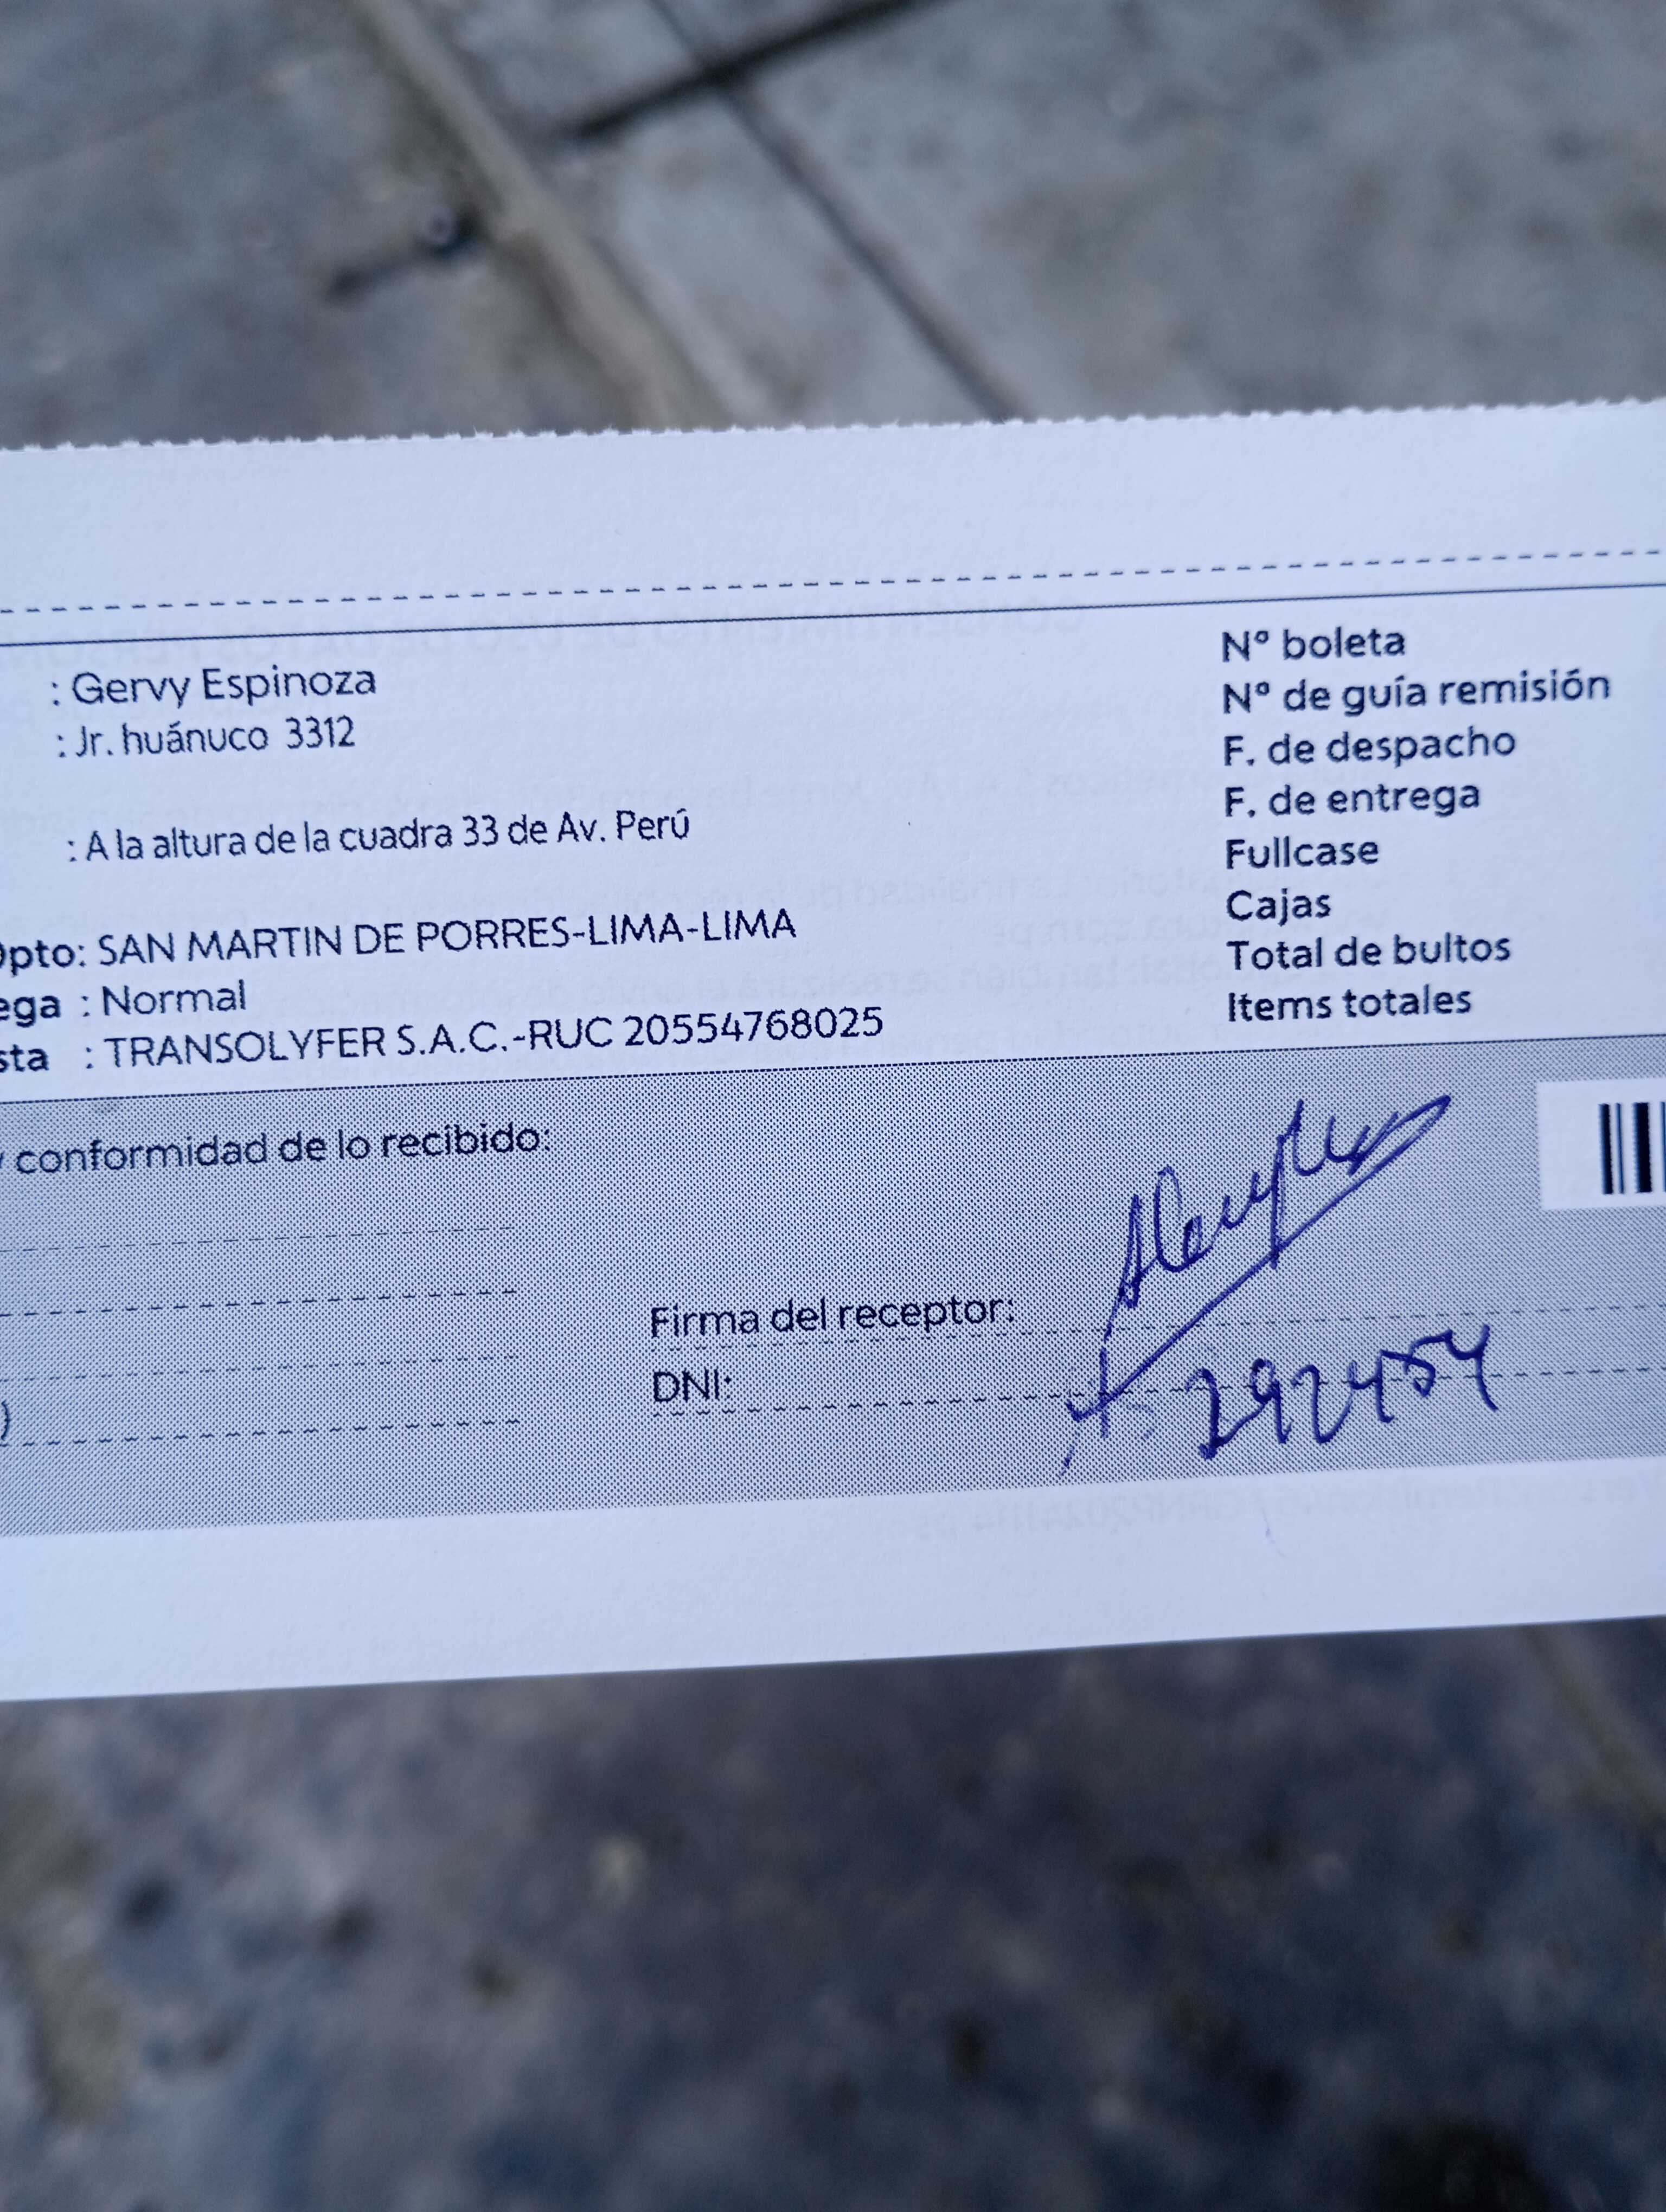 : Gervy Espinoza
: Jr. huánuco 3312
: A la altura de la cuadra 33 de Av. Perú
Opto: SAN MARTIN DE PORRES-LIMA-LIMA
ega : Normal
sta : TRANSOLYFER S.A.C.-RUC 20554768025
Nº boleta
Nº de guía remisión
F. de despacho
F. de entrega
Fullcase
Cajas
Total de bultos
Items totales
y conformidad de lo recibido:
Firma del receptor:
DNI:
)